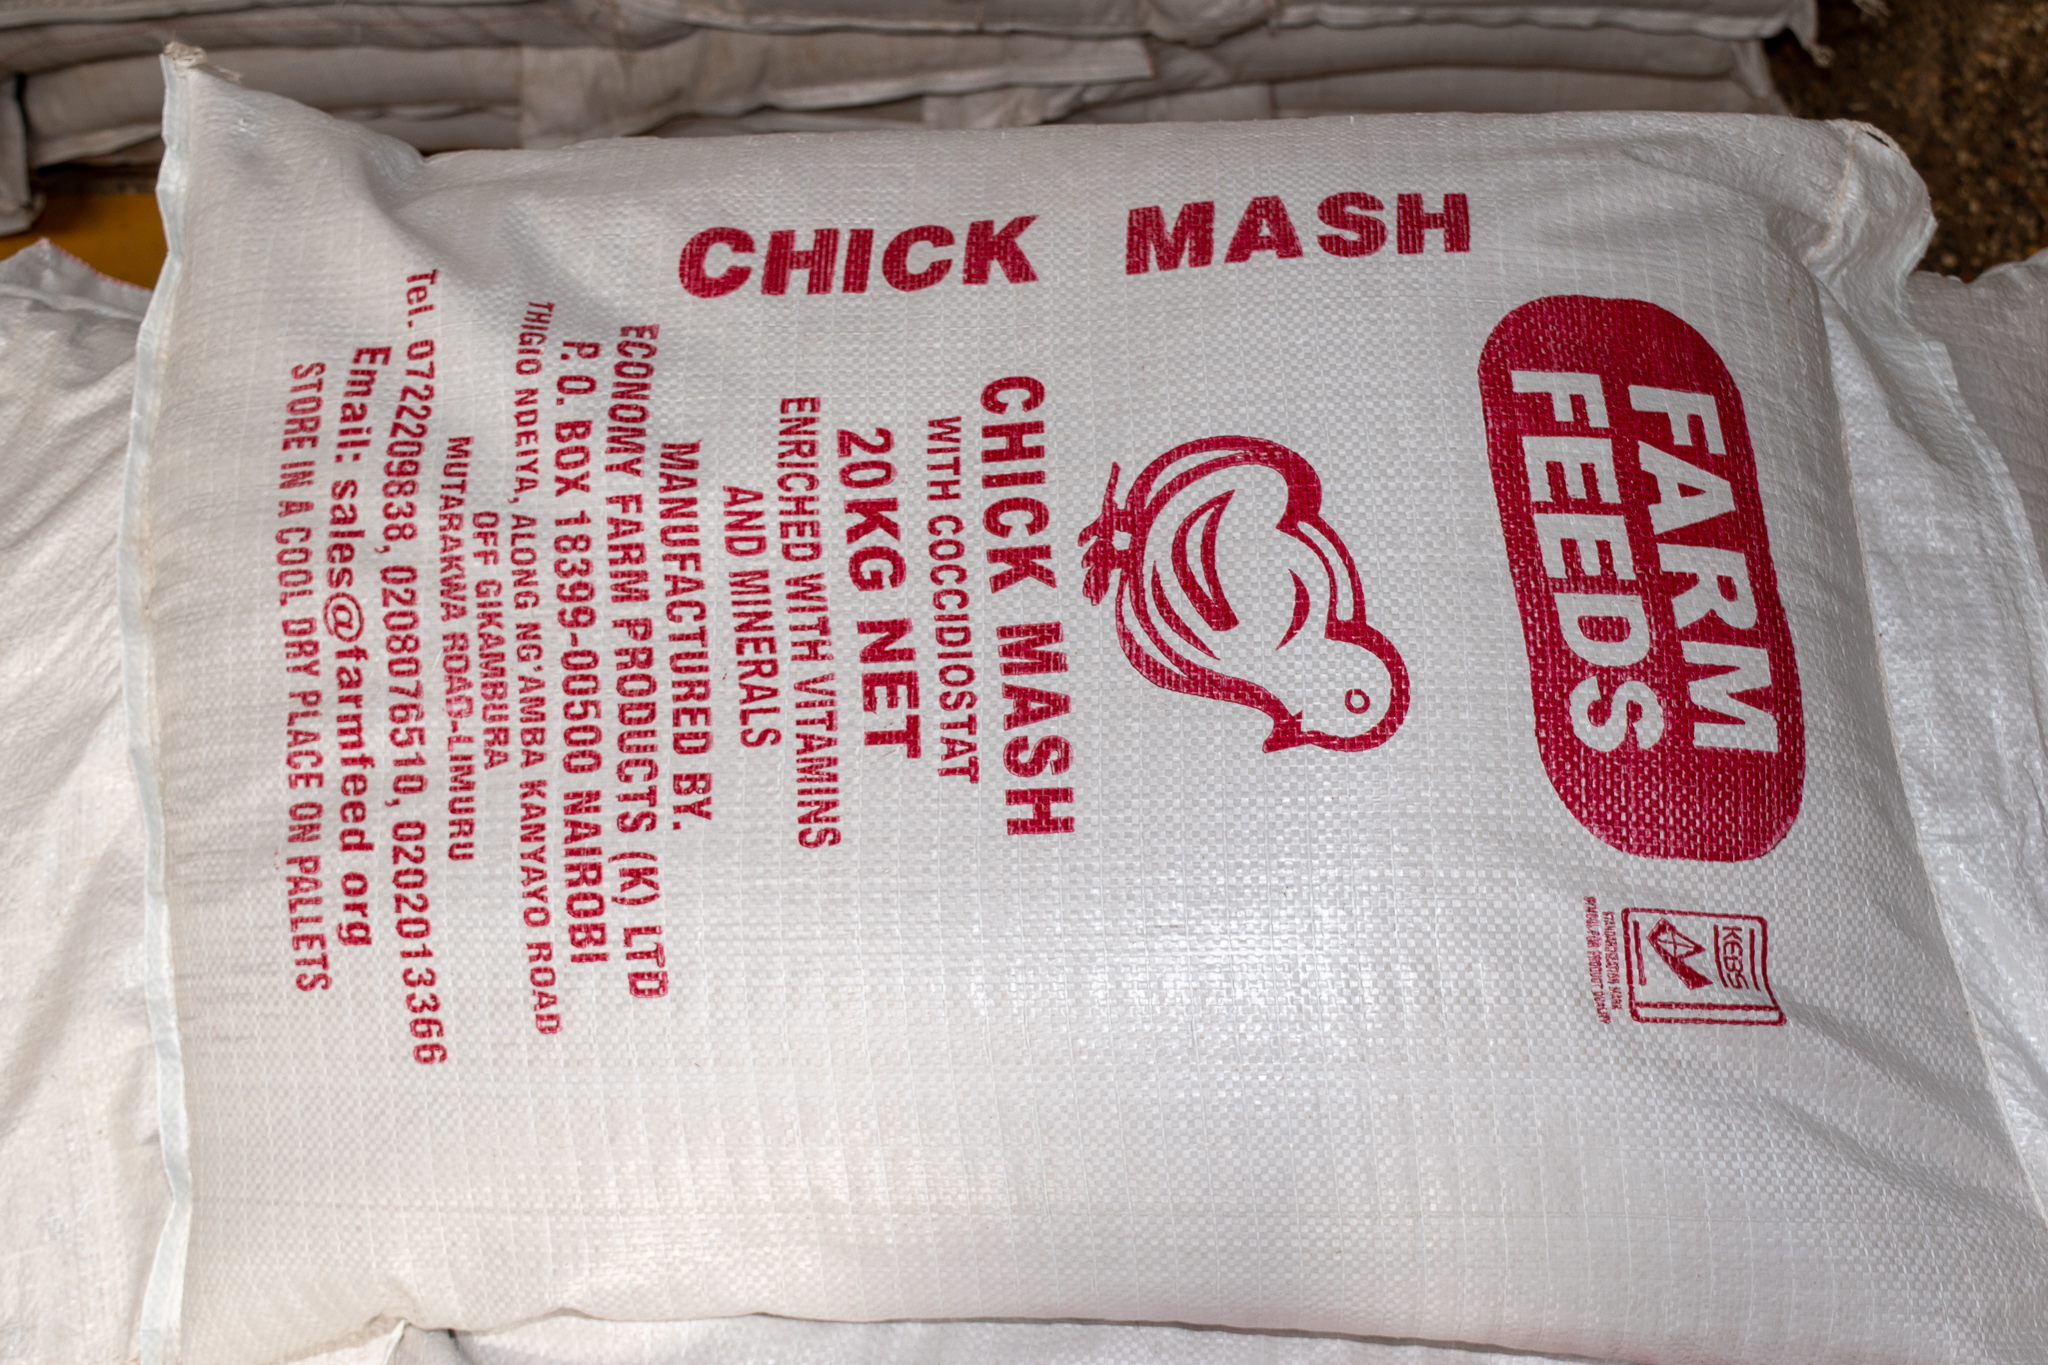 FARM
FEEDS
KEBS
STANDARDIZATION MARK
CHICK MASH
CHICK MASH
WITH COCCIDIOSTAT
20KG NET
ENRICHED WITH VITAMINS
AND MINERALS
MANUFACTURED BY.
ECONOMY FARM PRODUCTS (K) LTD
P.O. BOX 18399-00500 NAIROBI
THIGIO NDEIYA, ALONG NG'AMBA KANYAYO ROAD
OFF GIKAMBURA
MUTARAKWA ROAD-LIMURU
Tel. 0722209838, 0208076510, 0202013366
Email: sales@farmfeed org
STORE IN A COOL DRY PLACE ON PALLETS